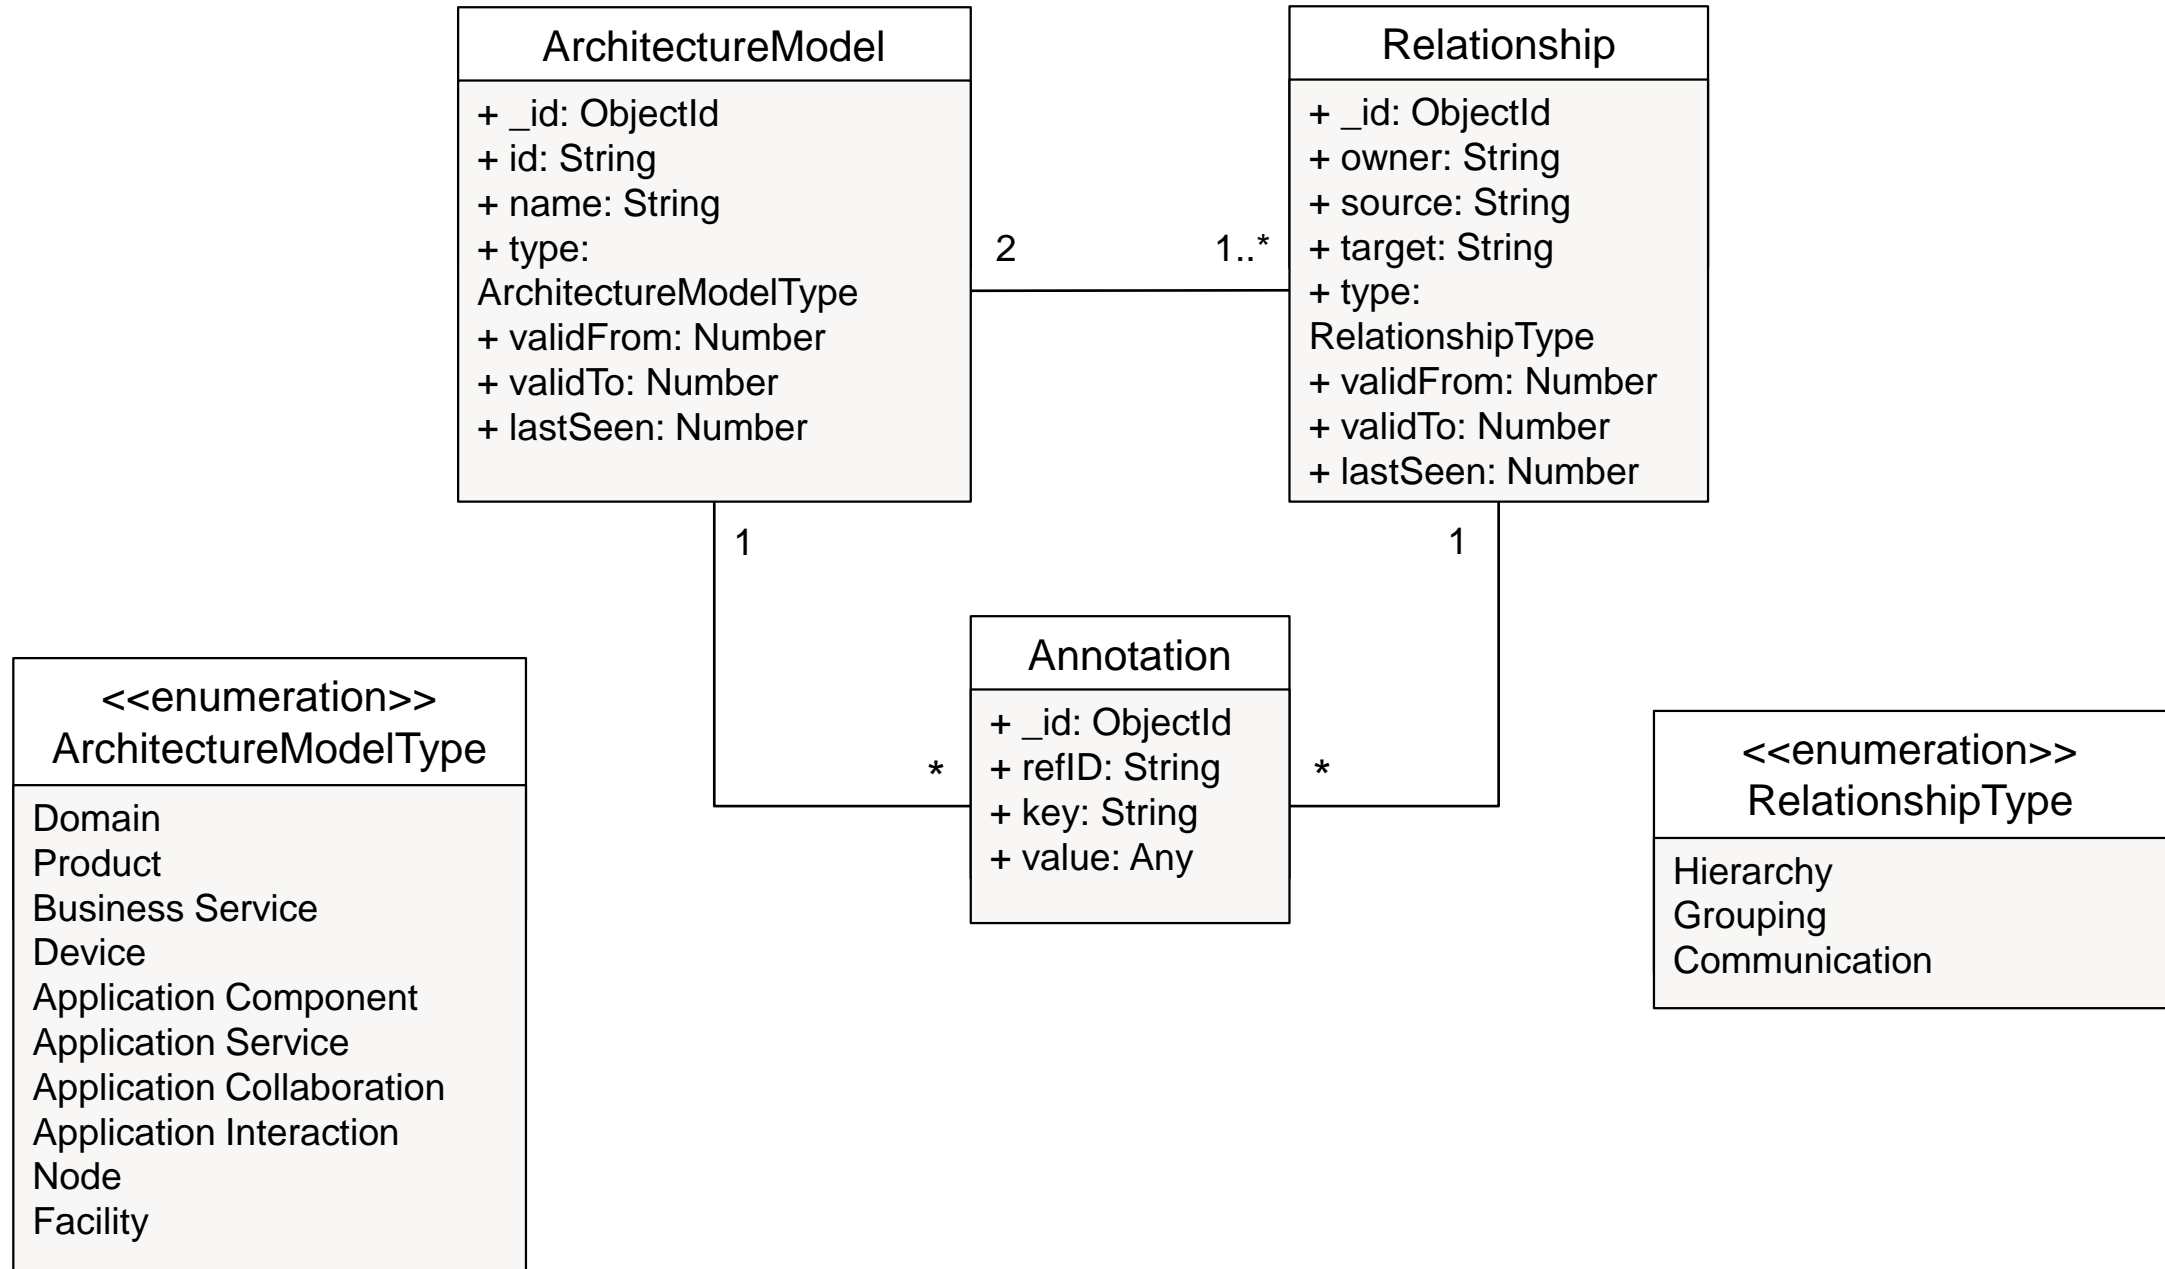 ArchitectureModel
+ _id: ObjectId
+ id: String
+ name: String
+ type:
ArchitectureModelType
+ validFrom: Number
+ validTo: Number
+ lastSeen: Number
Relationship
+ _id: ObjectId
+ owner: String
+ source: String
+ target: String
+ type:
RelationshipType
+ validFrom: Number
+ validTo: Number
+ lastSeen: Number
2
1..*
1
1
Annotation
+ _id: ObjectId
+ refID: String
+ key: String
+ value: Any
*
*
<<enumeration>>
ArchitectureModelType
Domain
Product
Business Service
Device
Application Component
Application Service
Application Collaboration
Application Interaction
Node
Facility
<<enumeration>>
RelationshipType
Hierarchy
Grouping
Communication